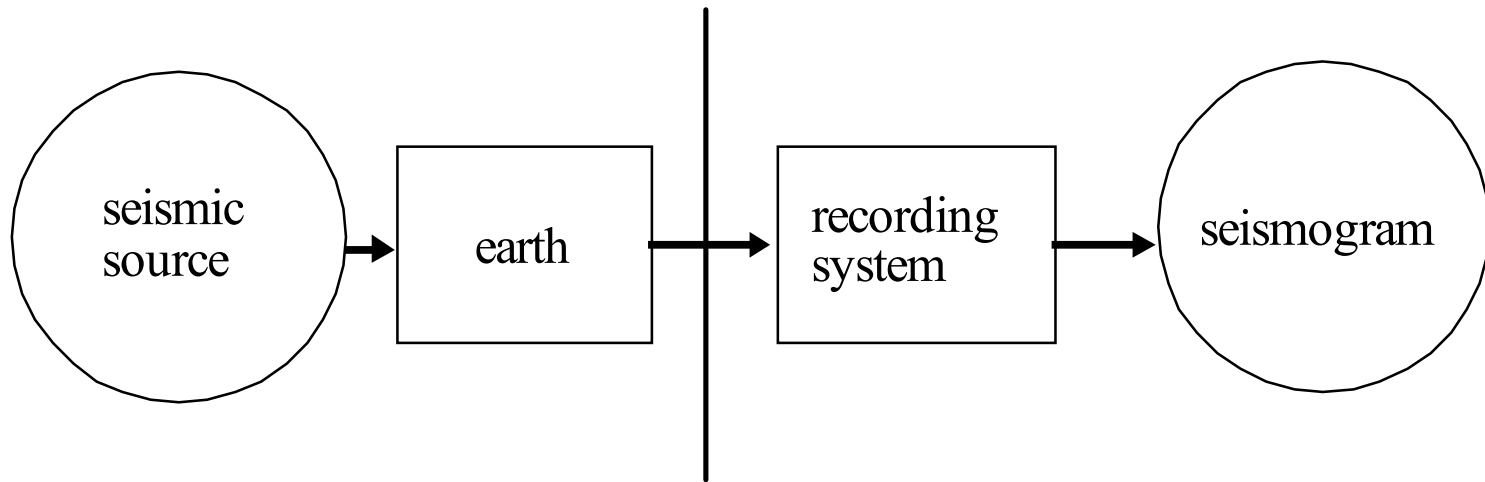 seismic
source
earth
recording
system
seismogram